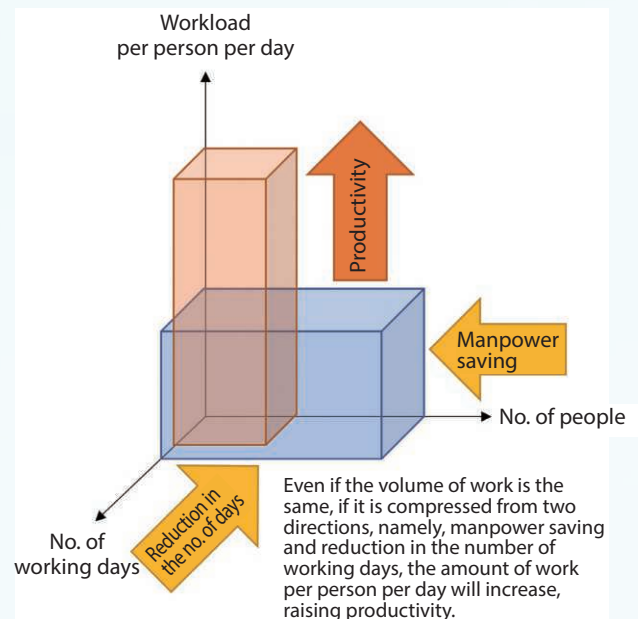 Workload
per person per day
Productivity
Manpower
saving
No. of people
Reduction in
the no. of days
No. of
working days
Even if the volume of work is the
same, if it is compressed from two
directions, namely, manpower saving
and reduction in the number of
working days, the amount of work
per person per day will increase,
raising productivity.